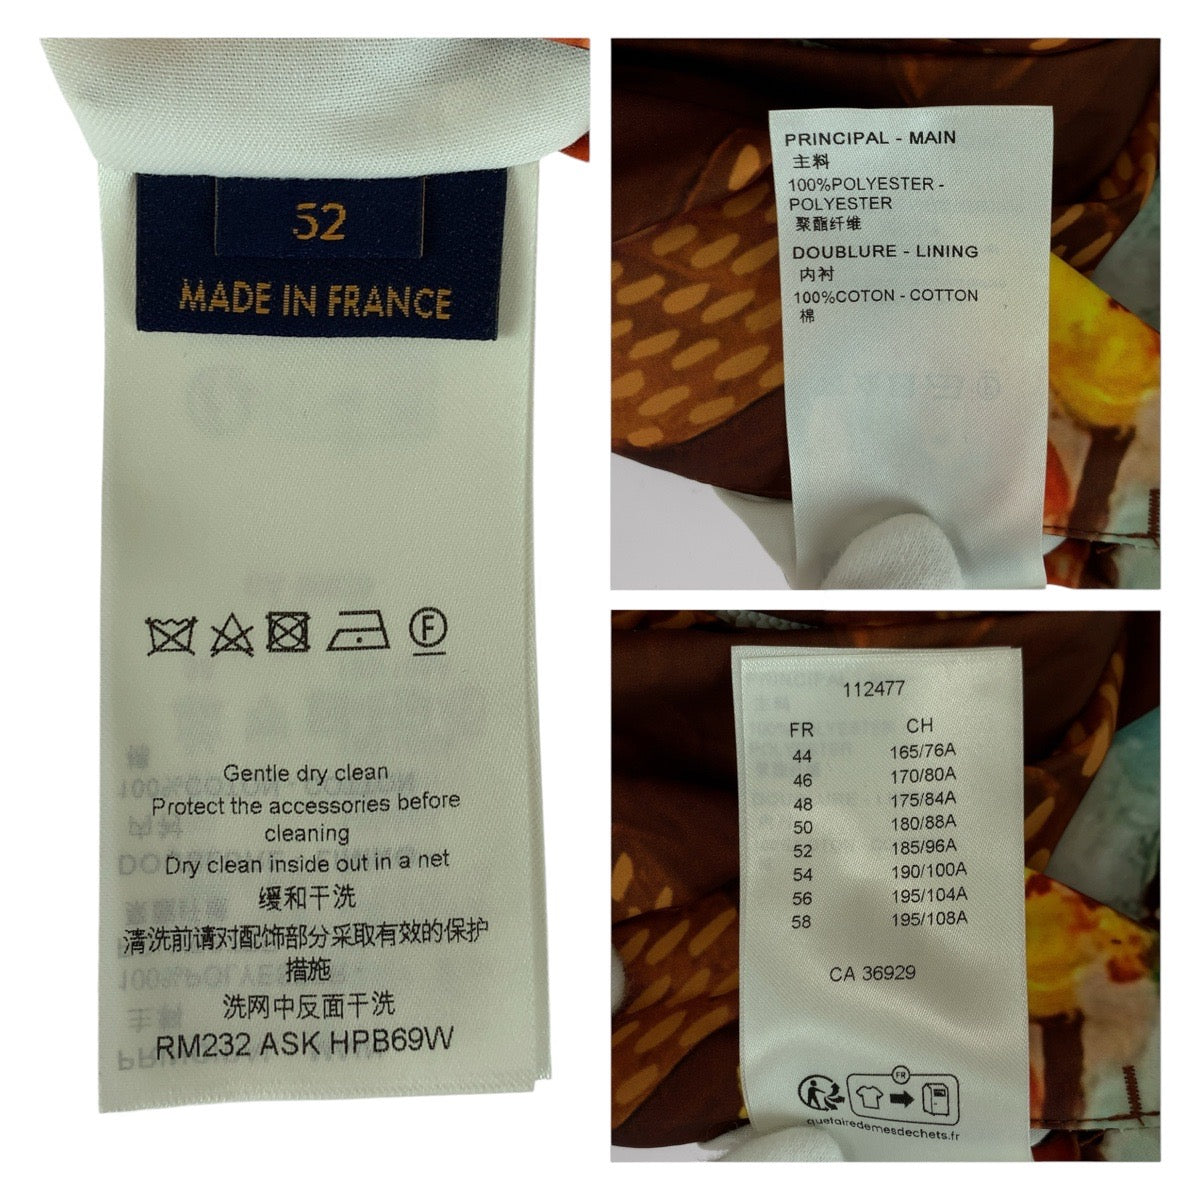 52
MADE IN FRANCE
F
Gentle dry clean
Protect the accessories before
cleaning
Dry clean inside out in a net
缓和干洗
清洗前请对配饰部分采取有效的保护
措施
洗网中反面干洗
RM232 ASK HPB69W
PRINCIPAL - MAIN
主料
100%POLYESTER -
POLYESTER
聚酯纤维
DOUBLURE - LINING
内衬
100%COTON - COTTON
棉
112477
FR CH
44 165/76A
46 170/80A
48 175/84A
50 180/88A
52 185/96A
54 190/100A
56 195/104A
58 195/108A
CA 36929
FR
quefairedemesdechets.fr